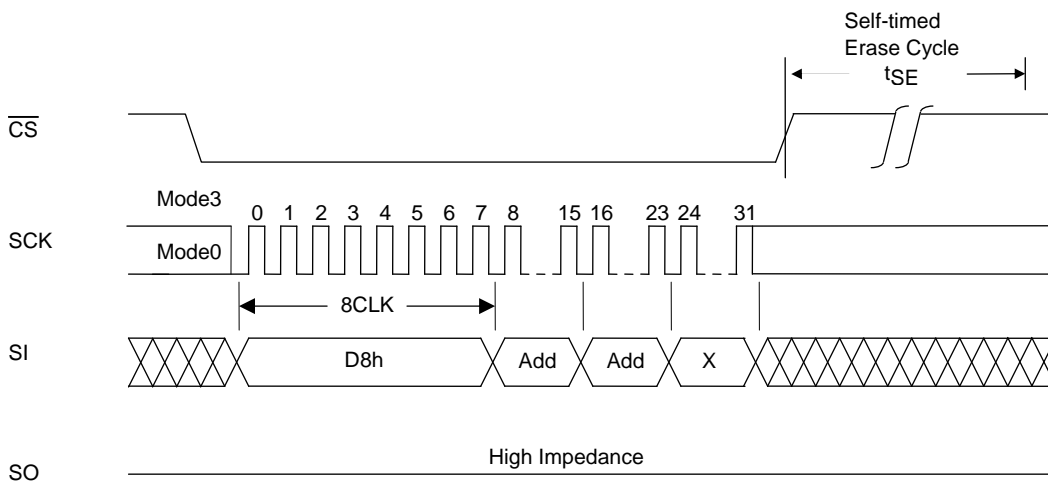 Self-timed
Erase Cycle
tSE
CS
Mode3
0 1 2 3 4 5 6 7 8 15 16 23 24 31
SCK
Mode0
8CLK
SI
D8h Add Add X
High Impedance
SO